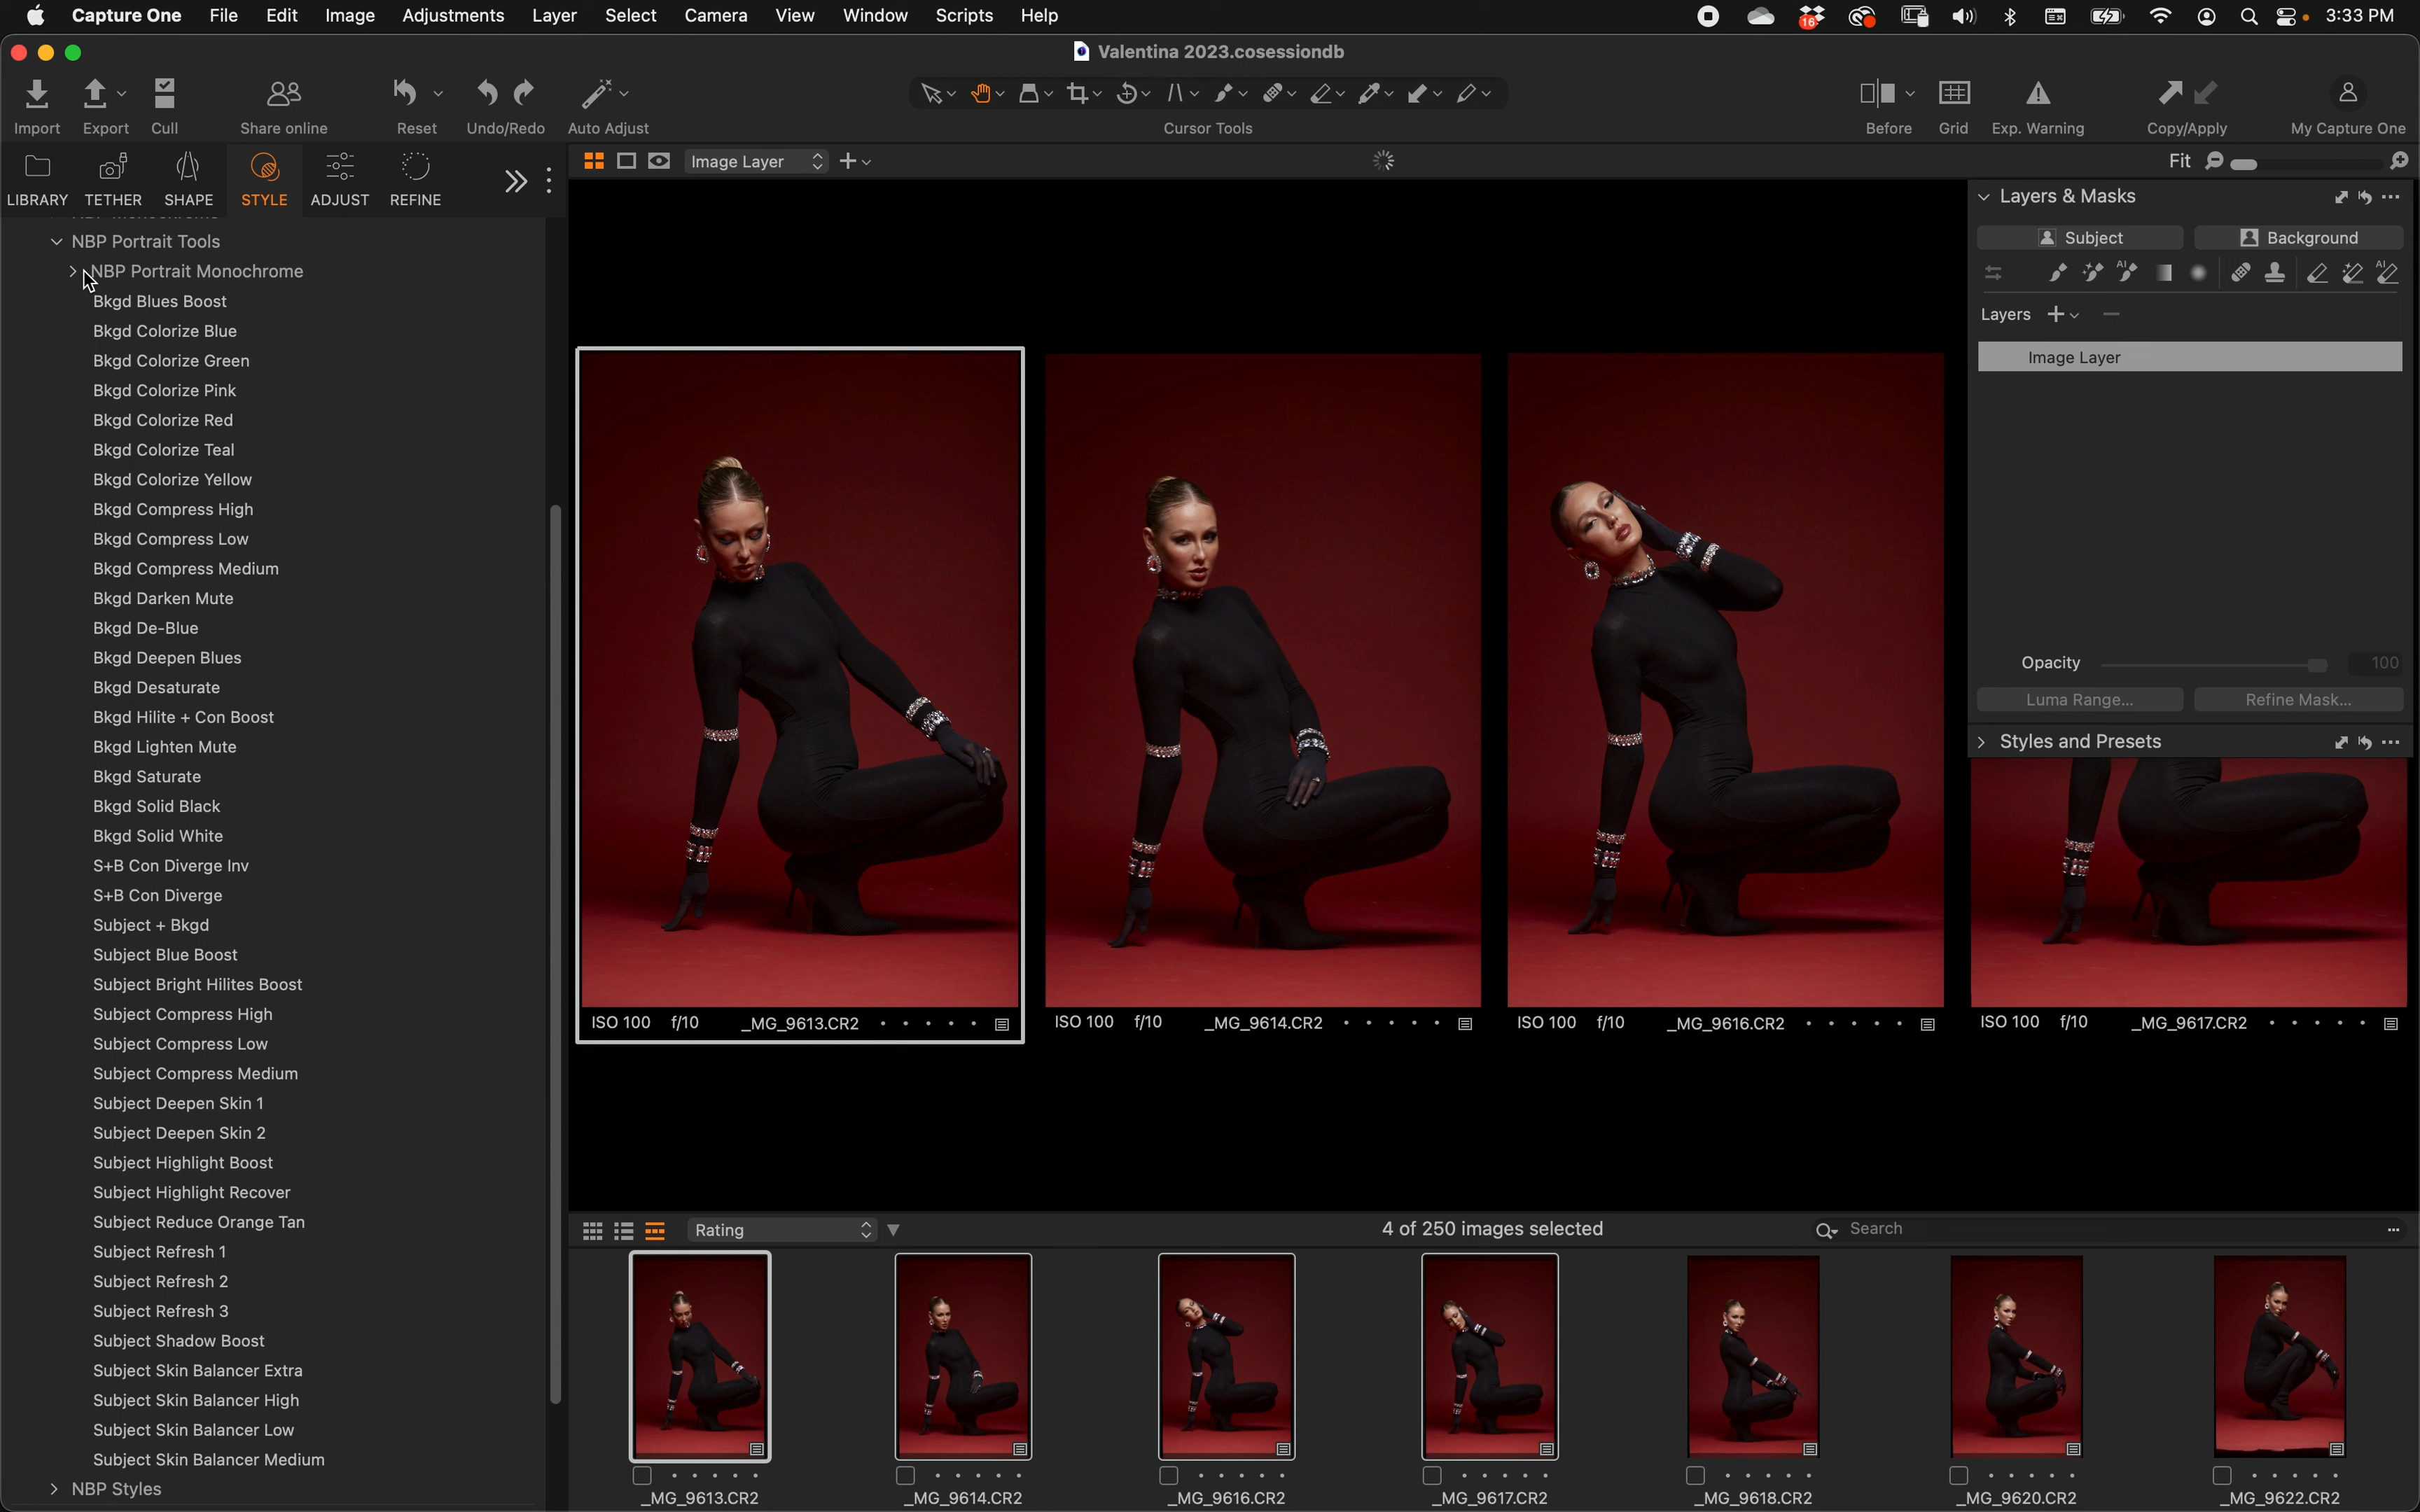 Capture One File Edit Image Adjustments Layer Select Camera View Window Scripts Help 16 3:33 PM
Valentina 2023.cosessiondb
Import Export Cull Share online Reset Undo/Redo Auto Adjust Cursor Tools Before Grid Exp. Warning Copy/Apply My Capture One
LIBRARY TETHER SHAPE STYLE ADJUST REFINE
Image Layer Fit
NBP Portrait Tools
NBP Portrait Monochrome
Bkgd Blues Boost
Bkgd Colorize Blue
Bkgd Colorize Green
Bkgd Colorize Pink
Bkgd Colorize Red
Bkgd Colorize Teal
Bkgd Colorize Yellow
Bkgd Compress High
Bkgd Compress Low
Bkgd Compress Medium
Bkgd Darken Mute
Bkgd De-Blue
Bkgd Deepen Blues
Bkgd Desaturate
Bkgd Hilite + Con Boost
Bkgd Lighten Mute
Bkgd Saturate
Bkgd Solid Black
Bkgd Solid White
S+B Con Diverge Inv
S+B Con Diverge
Subject + Bkgd
Subject Blue Boost
Subject Bright Hilites Boost
Subject Compress High
Subject Compress Low
Subject Compress Medium
Subject Deepen Skin 1
Subject Deepen Skin 2
Subject Highlight Boost
Subject Highlight Recover
Subject Reduce Orange Tan
Subject Refresh 1
Subject Refresh 2
Subject Refresh 3
Subject Shadow Boost
Subject Skin Balancer Extra
Subject Skin Balancer High
Subject Skin Balancer Low
Subject Skin Balancer Medium
NBP Styles
Layers & Masks
Subject Background
AI AI
Layers
Image Layer
Opacity 100
Luma Range... Refine Mask...
Styles and Presets
ISO 100 f/10 _MG_9613.CR2
ISO 100 f/10 _MG_9614.CR2
ISO 100 f/10 _MG_9616.CR2
ISO 100 f/10 _MG_9617.CR2
Rating 4 of 250 images selected Search
_MG_9613.CR2 _MG_9614.CR2 _MG_9616.CR2 _MG_9617.CR2 _MG_9618.CR2 _MG_9620.CR2 _MG_9622.CR2